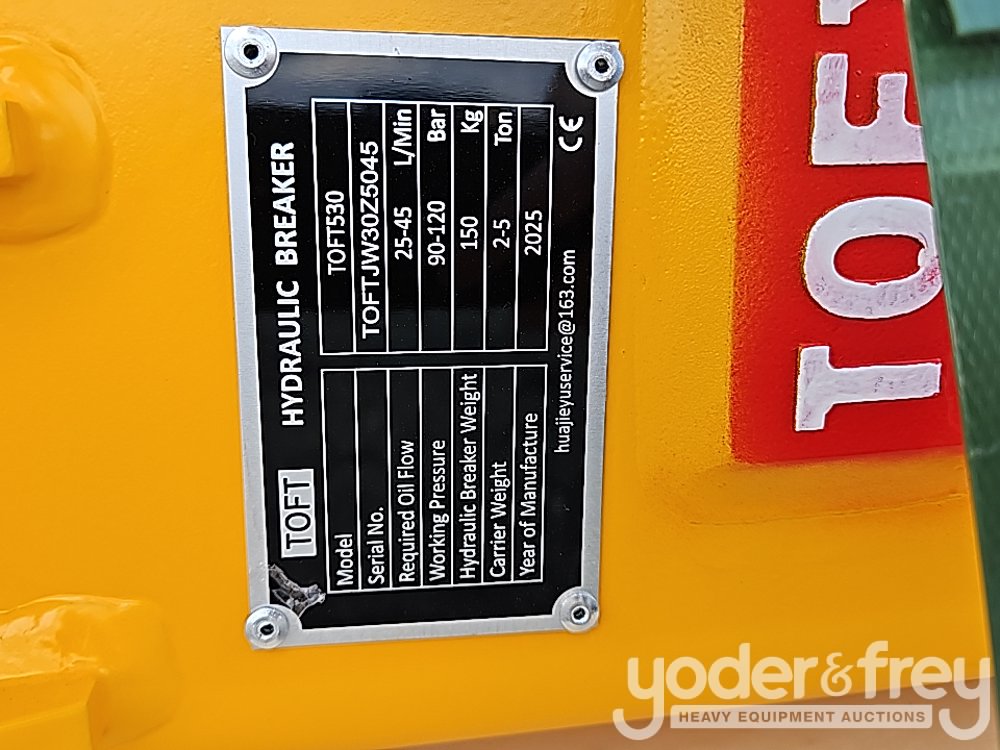 TOFT HYDRAULIC BREAKER
Model TOFT530
Serial No. TOFTJW30Z5045
Required Oil Flow 25-45 L/Min
Working Pressure 90-120 Bar
Hydraulic Breaker Weight 150 Kg
Carrier Weight 2-5 Ton
Year of Manufacture 2025
huajieyuservice@163.com CE
yoder&frey
HEAVY EQUIPMENT AUCTIONS